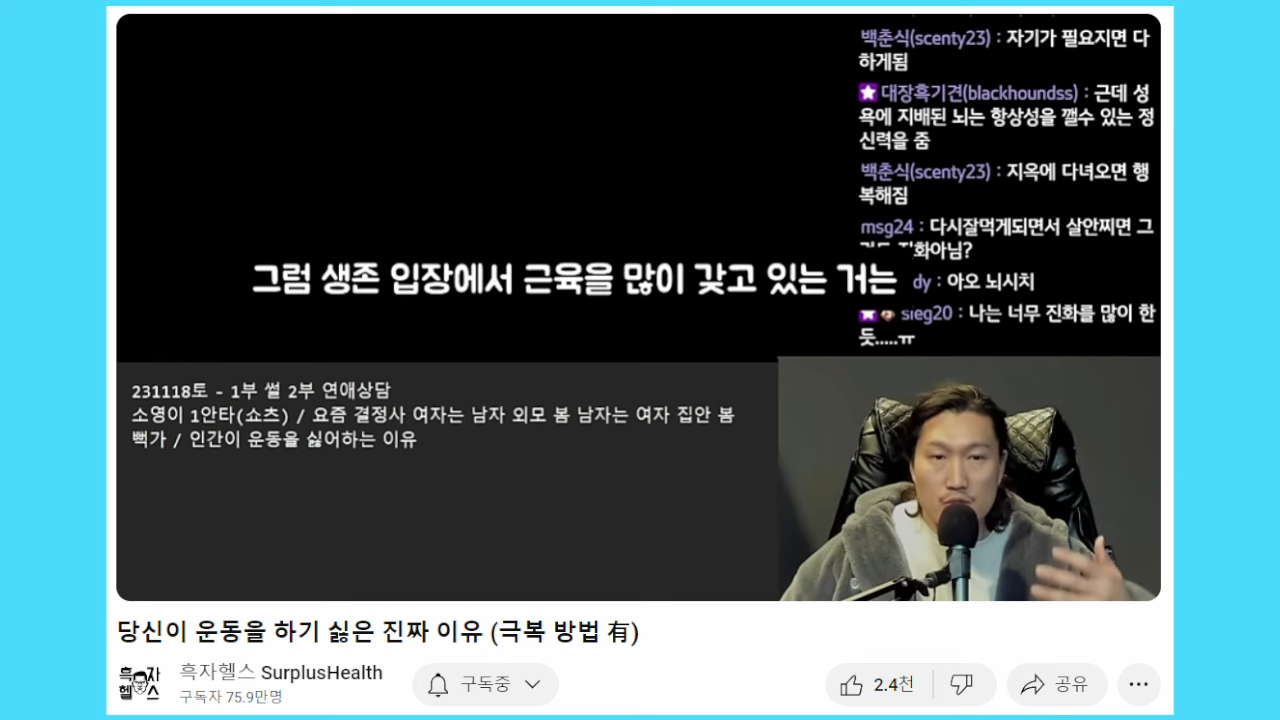 백춘식(scenty23) : 자기가 필요지면 다
하게됨
대장흑기견(blackhoundss) : 근데 성
욕에 지배된 뇌는 항상성을 깰수 있는 정
신력을 줌
백춘식(scenty23) : 지옥에 다녀오면 행
복해짐
msg24 : 다시잘먹게되면서 살안찌면 그
진화아님?
그럼 생존 입장에서 근육을 많이 갖고 있는 거는
dy : 아오 뇌시치
sieg20 : 나는 너무 진화를 많이 한
듯.....ㅠ
231118토 - 1부 썰 2부 연애상담
소영이 1안타(쇼츠) / 요즘 결정사 여자는 남자 외모 봄 남자는 여자 집안 봄
뻑가 / 인간이 운동을 싫어하는 이유
당신이 운동을 하기 싫은 진짜 이유 (극복 방법 有)
흑자
헬스
흑자헬스 SurplusHealth
구독자 75.9만명
구독중
2.4천
공유